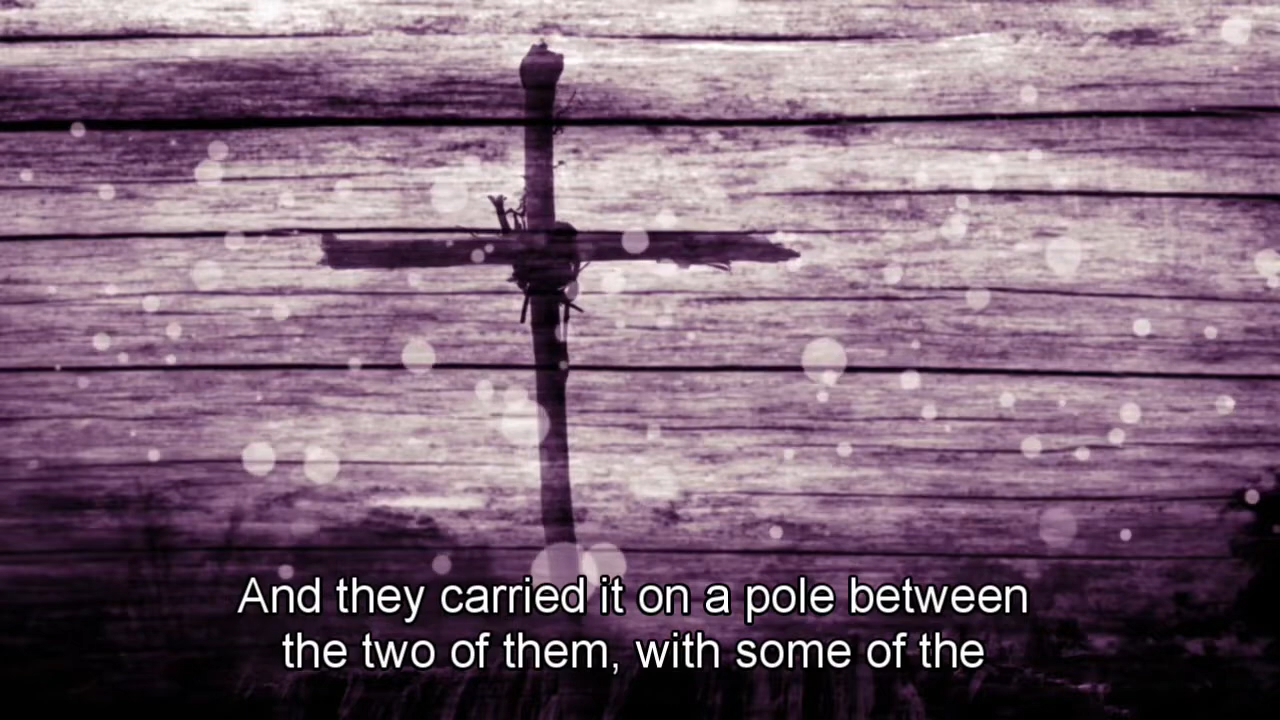 And they carried it on a pole between
the two of them, with some of the